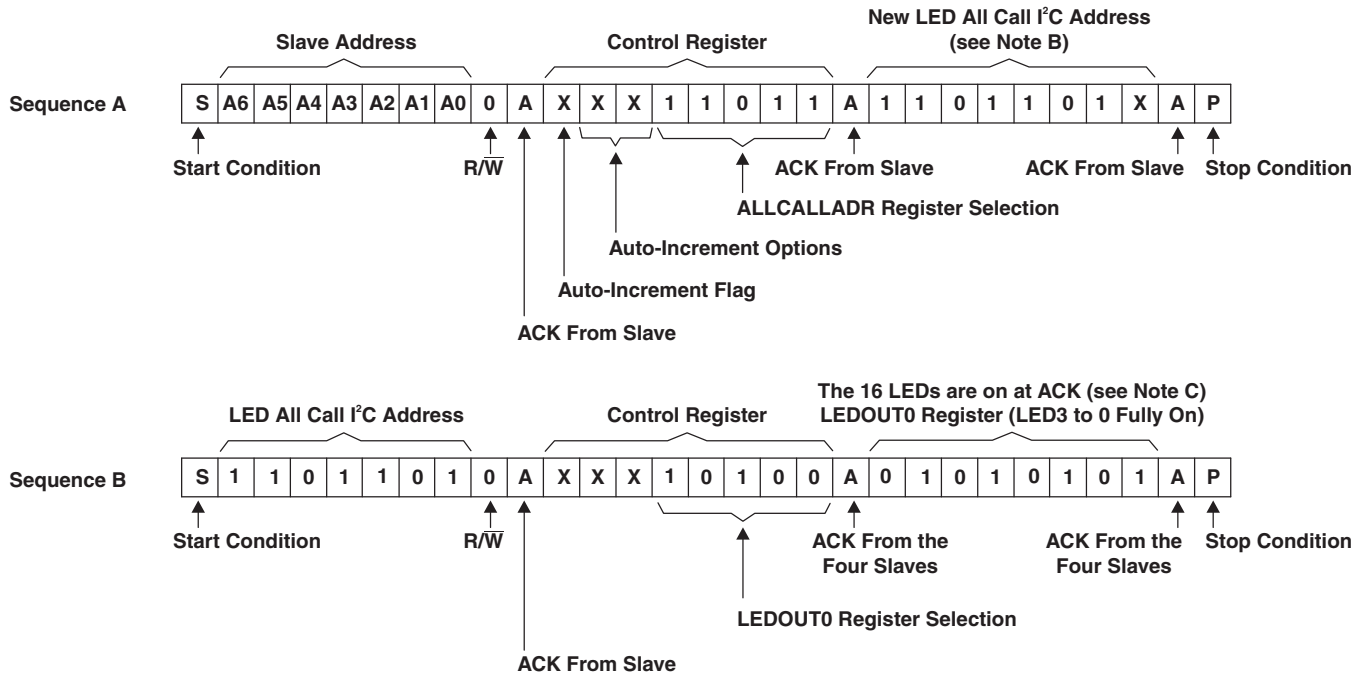 New LED All Call I²C Address
(see Note B)
Slave Address
Control Register
Sequence A
S A6 A5 A4 A3 A2 A1 A0 0 A X X X 1 1 0 1 1 A 1 1 0 1 1 0 1 X A P
Start Condition
R/W̅
ACK From Slave
ACK From Slave
Stop Condition
ALLCALLADR Register Selection
Auto-Increment Options
Auto-Increment Flag
ACK From Slave
The 16 LEDs are on at ACK (see Note C)
LEDOUT0 Register (LED3 to 0 Fully On)
LED All Call I²C Address
Control Register
Sequence B
S 1 1 0 1 1 0 1 0 A X X X 1 0 1 0 0 A 0 1 0 1 0 1 0 1 A P
Start Condition
R/W̅
ACK From the
Four Slaves
ACK From the
Four Slaves
Stop Condition
LEDOUT0 Register Selection
ACK From Slave